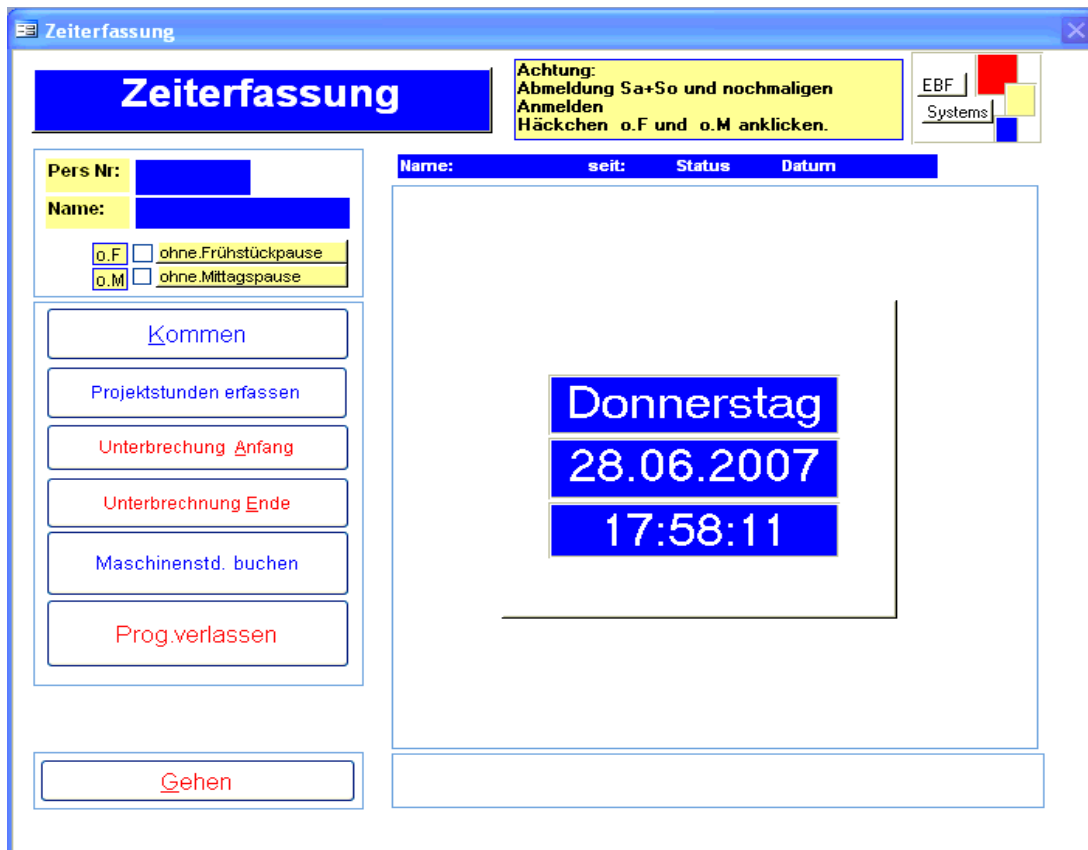 Zeiterfassung
Zeiterfassung
Achtung:
Abmeldung Sa+So und nochmaligen
Anmelden
Häckchen o.F und o.M anklicken.
EBF
Systems
Pers Nr:
Name:
o.F ohne.Frühstückpause
o.M ohne.Mittagspause
Name: seit: Status Datum
Kommen
Projektstunden erfassen
Unterbrechung Anfang
Unterbrechnung Ende
Maschinenstd. buchen
Prog.verlassen
Donnerstag
28.06.2007
17:58:11
Gehen